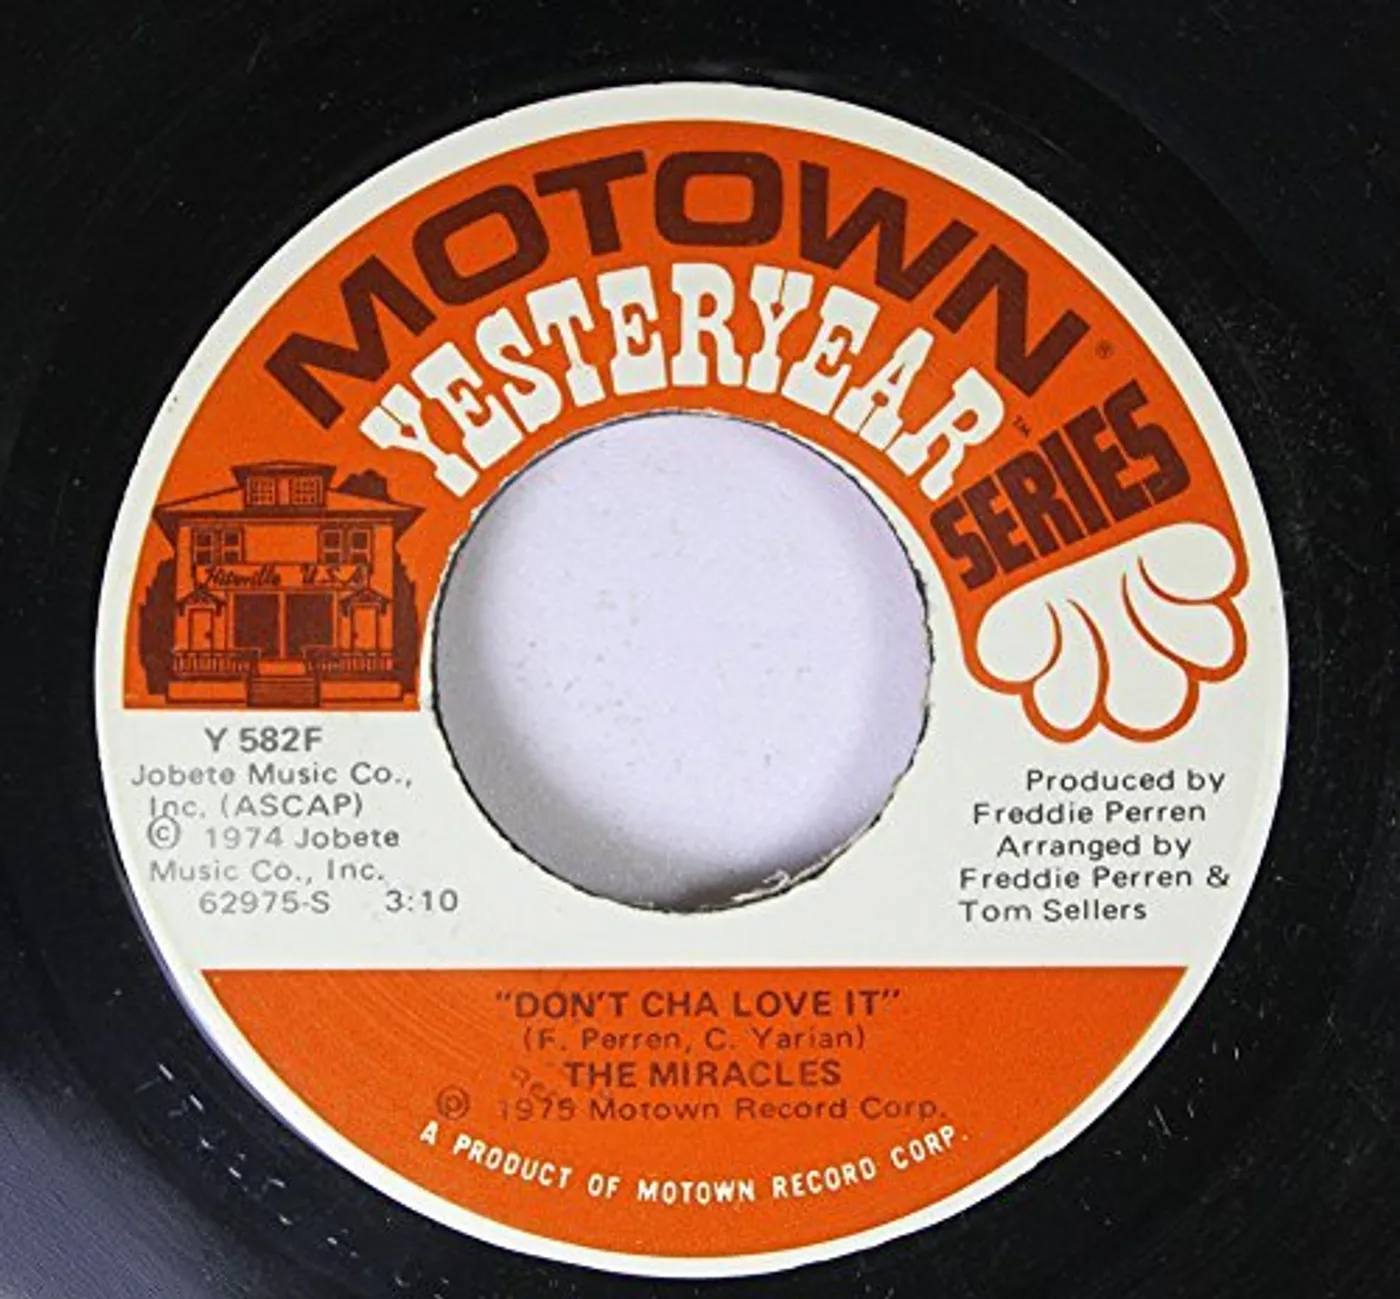 MOTOWN®
YESTERYEAR™
SERIES
Hitsville U.S.A.
Y 582F
Jobete Music Co.,
Inc. (ASCAP)
© 1974 Jobete
Music Co., Inc.
62975-S 3:10
Produced by
Freddie Perren
Arranged by
Freddie Perren &
Tom Sellers
"DON'T CHA LOVE IT"
(F. Perren, C. Yarian)
THE MIRACLES
℗ 1975 Motown Record Corp.
A PRODUCT OF MOTOWN RECORD CORP.